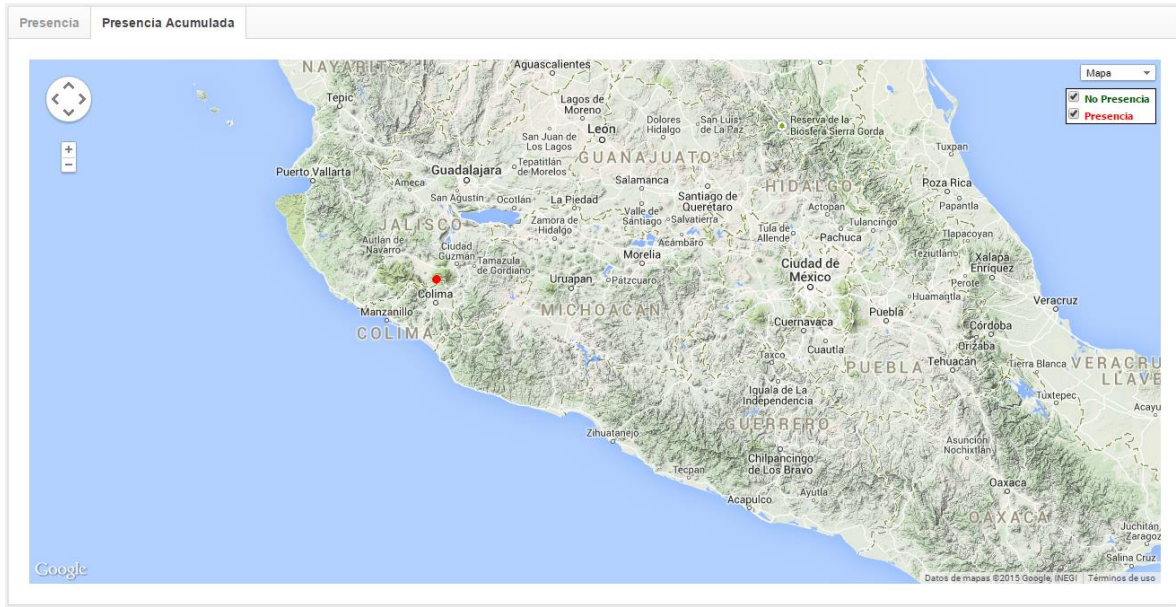 Presencia
Presencia Acumulada
NAYARIT
Aguascalientes
Mapa
No Presencia
Presencia
Tepic
Lagos de
Moreno
León
Dolores
Hidalgo
San Luis
de La Paz
Reserva de la
Biosfera Sierra Gorda
San Juan de
Los Lagos
Tuxpan
Puerto Vallarta
Guadalajara
Tepatitlán
de Morelos
GUANAJUATO
Ameca
Salamanca
HIDALGO
Poza Rica
San Agustin
Ocotlán
La Piedad
Santiago de
Querétaro
Actopan
Papantla
JALISCO
Zamora de
Hidalgo
Valle de
Santiago
Salvatierra
Tulancingo
Autlán de
Navarro
Ciudad
Guzmán
Acámbaro
Tula de
Allende
Pachuca
Tlapacoyan
Tamazula
de Gordiano
Morelia
Teziutlán
Xalapa
Enríquez
Uruapan
Pátzcuaro
Ciudad de
México
Perote
Colima
Huamantla
Veracruz
Manzanillo
MICHOACÁN
Puebla
COLIMA
Cuernavaca
Córdoba
Orizaba
Taxco
Cuautla
PUEBLA
Tehuacán
Tierra Blanca
VERACRU
LLAVE
Iguala de La
Independencia
Tuxtepec
Acayu
GUERRERO
Zihuatanejo
Asunción
Nochixtlán
Chilpancingo
de Los Bravo
Tecpan
Oaxaca
Acapulco
Ayutla
OAXACA
Juchitán
Zaragoz
Salina Cruz
Google
Datos de mapas ©2015 Google, INEGI
Términos de uso